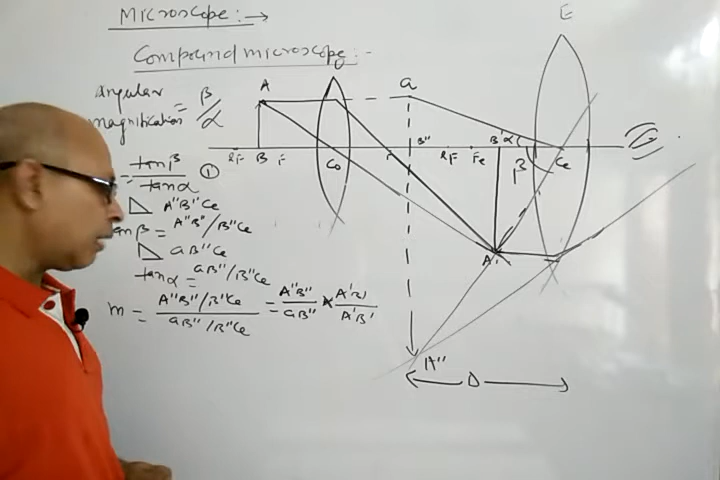 Microscope:→
Compound microscope:-
angular
magnification = β/α
= tanβ/tanα ①
△ A''B''Ce
tanβ = A''B''/B''Ce
△ aB''Ce
tanα = aB''/B''Ce
m = A''B''/B''Ce / aB''/B''Ce = A''B''/aB'' × A'B'/A'B'
E
O
A
a
2F B F
Co
F
B''
2F
Fe
B'
α
β
Ce
A'
A''
D